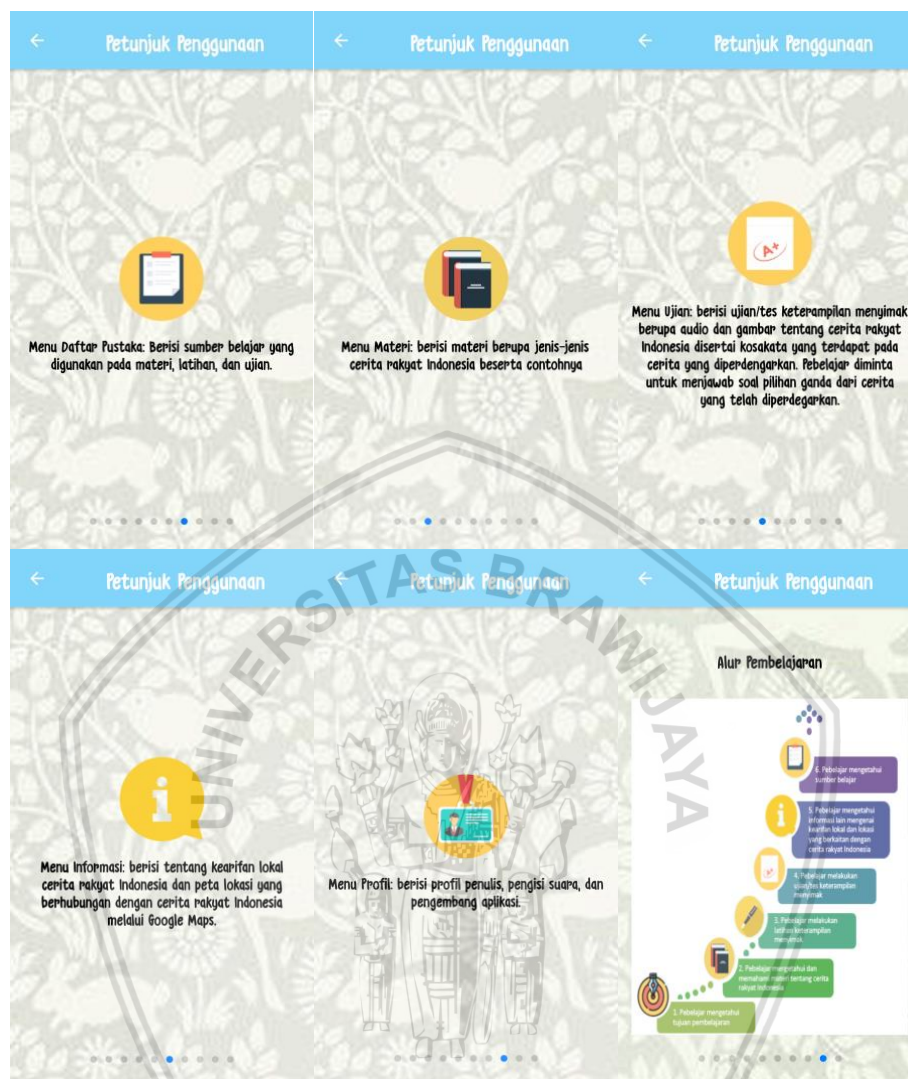 Petunjuk Penggunaan
Menu Daftar Pustaka: Berisi sumber belajar yang
digunakan pada materi, latihan, dan ujian.
Petunjuk Penggunaan
Menu Materi: berisi materi berupa jenis-jenis
cerita rakyat Indonesia beserta contohnya
Petunjuk Penggunaan
A+
Menu Ujian: berisi ujian/tes keterampilan menyimak
berupa audio dan gambar tentang cerita rakyat
Indonesia disertai kosakata yang terdapat pada
cerita yang diperdengarkan. Pebelajar diminta
untuk menjawab soal pilihan ganda dari cerita
yang telah diperdegarkan.
Petunjuk Penggunaan
Menu Informasi: berisi tentang kearifan lokal
cerita rakyat Indonesia dan peta lokasi yang
berhubungan dengan cerita rakyat Indonesia
melalui Google Maps.
Petunjuk Penggunaan
Menu Profil: berisi profil penulis, pengisi suara, dan
pengembang aplikasi.
Petunjuk Penggunaan
Alur Pembelajaran
6. Pebelajar mengetahui
sumber belajar
5. Pebelajar mengetahui
informasi lain mengenai
kearifan lokal dan lokasi
yang berkaitan dengan
cerita rakyat Indonesia
4. Pebelajar melakukan
ujian/tes keterampilan
menyimak
3. Pebelajar melakukan
latihan keterampilan
menyimak
2. Pebelajar mengetahui dan
memahami materi tentang cerita
rakyat Indonesia
1. Pebelajar mengetahui
tujuan pembelajaran
UNIVERSITAS BRAWIJAYA